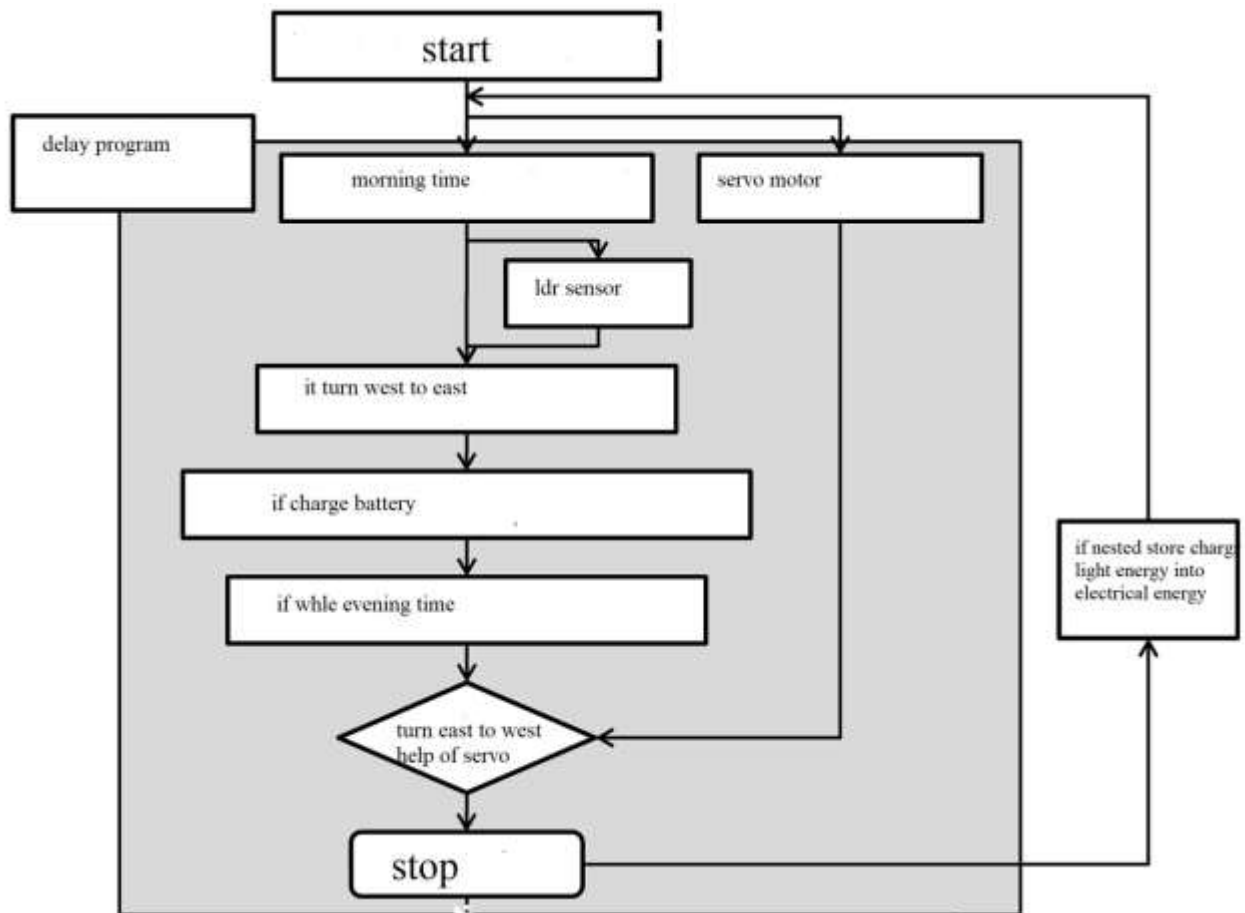 start
delay program
morning time
servo motor
ldr sensor
it turn west to east
if charge battery
if whle evening time
if nested store charg
light energy into
electrical energy
turn east to west
help of servo
stop